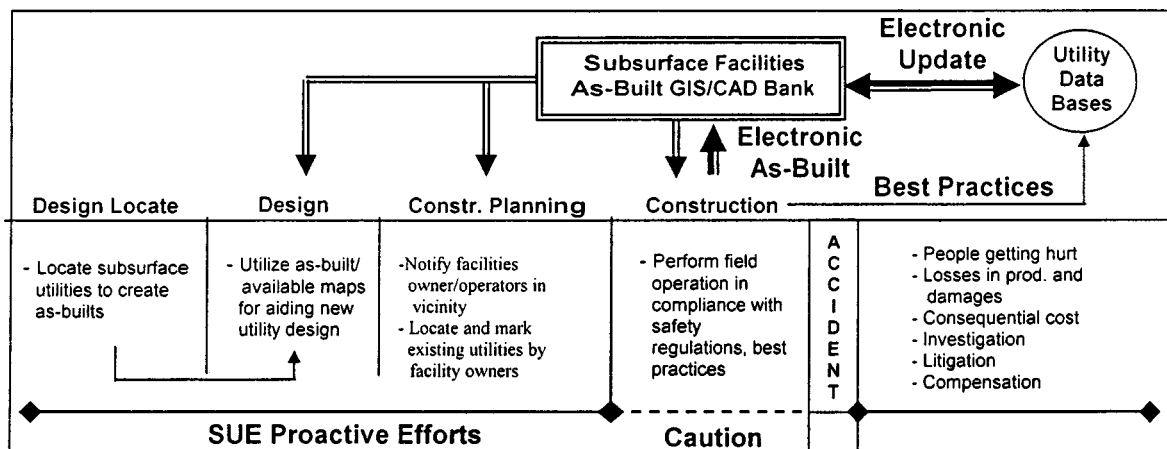 Electronic
Update
Subsurface Facilities
As-Built GIS/CAD Bank
Utility
Data
Bases
Electronic
As-Built
Best Practices
Design Locate
Design
Constr. Planning
Construction
- Locate subsurface
utilities to create
as-builts
- Utilize as-built/
available maps
for aiding new
utility design
-Notify facilities
owner/operators in
vicinity
- Locate and mark
existing utilities by
facility owners
- Perform field
operation in
compliance with
safety
regulations, best
practices
A
C
C
I
D
E
N
T
- People getting hurt
- Losses in prod. and
damages
- Consequential cost
- Investigation
- Litigation
- Compensation
SUE Proactive Efforts
Caution